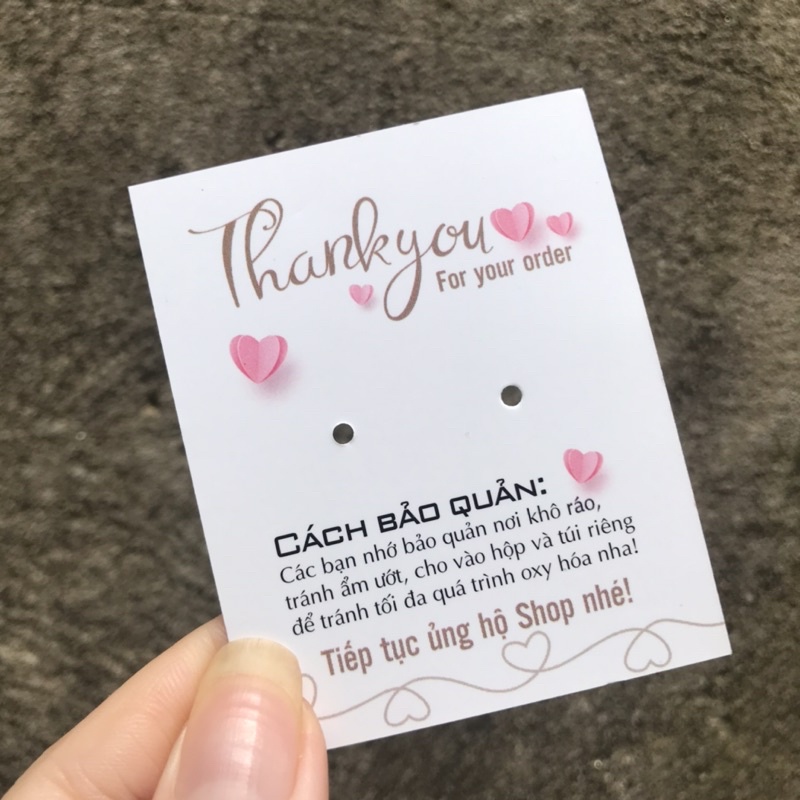 Thankyou
For your order
CÁCH BẢO QUẢN:
Các bạn nhớ bảo quản nơi khô ráo,
tránh ẩm ướt, cho vào hộp và túi riêng
để tránh tối đa quá trình oxy hóa nha!
Tiếp tục ủng hộ Shop nhé!